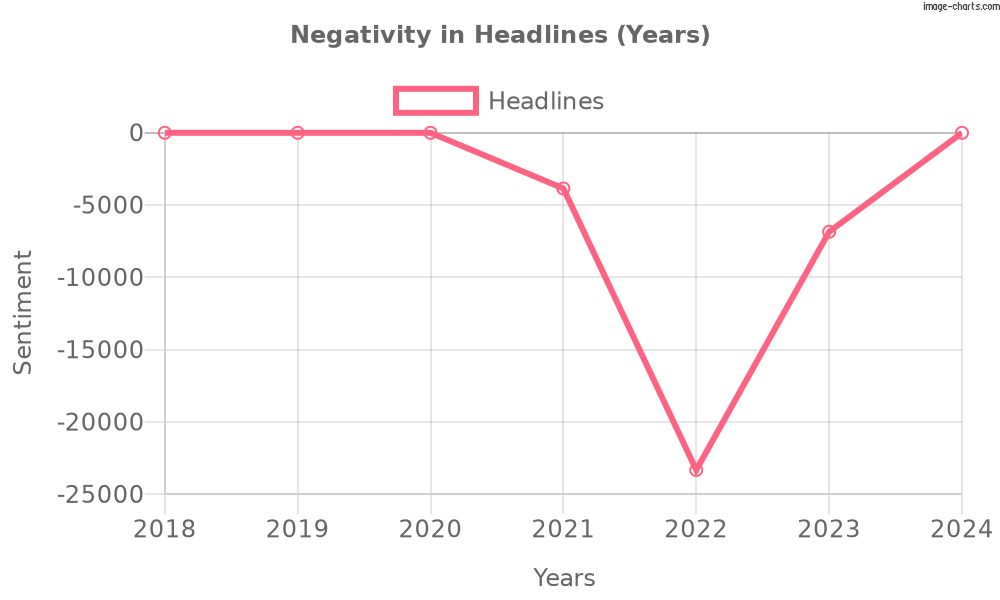 image-charts.com
Negativity in Headlines (Years)
Headlines
0
-5000
-10000
-15000
-20000
-25000
Sentiment
2018 2019 2020 2021 2022 2023 2024
Years